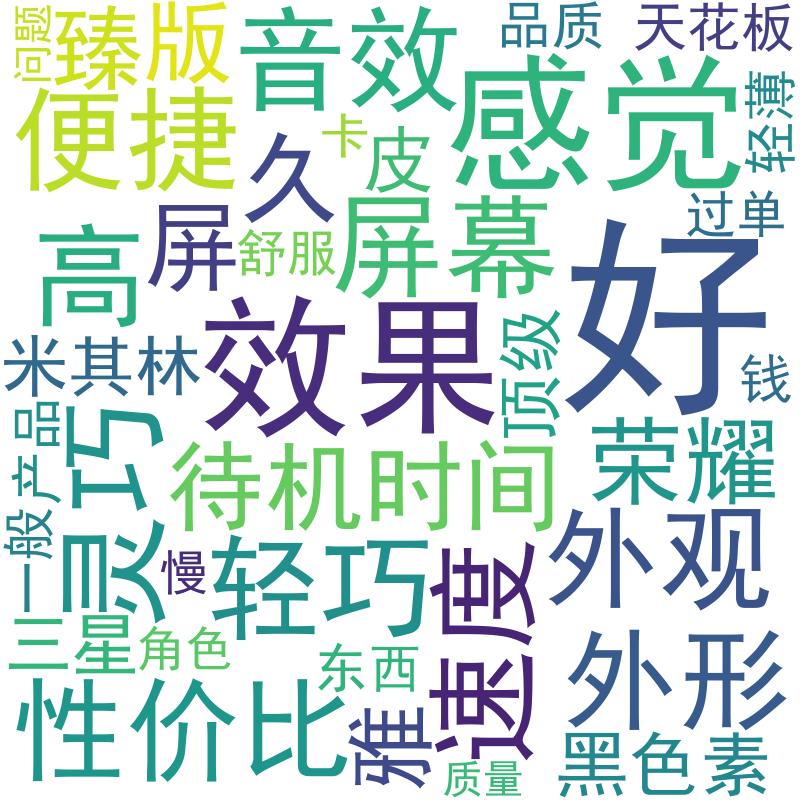 问题
臻版
音效
品质
天花板
便捷
感觉
轻薄
卡
皮
久
过单
高
屏
舒服
屏幕
好
米其林
效果
顶级
钱
产品
灵巧
待机时间
荣耀
一般
慢
轻巧
速度
外观
三星
角色
东西
外形
性价比
雅
质量
黑色素